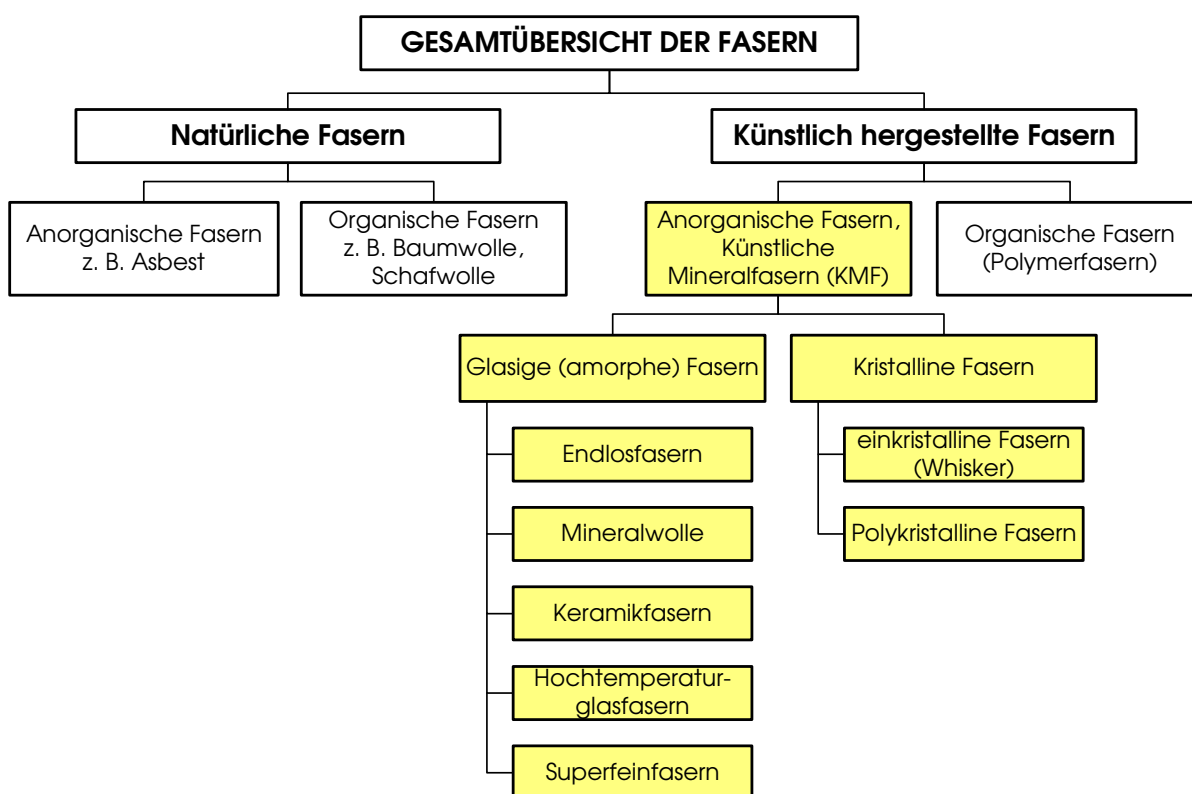 GESAMTÜBERSICHT DER FASERN
Natürliche Fasern
Künstlich hergestellte Fasern
Anorganische Fasern
z. B. Asbest
Organische Fasern
z. B. Baumwolle,
Schafwolle
Anorganische Fasern,
Künstliche
Mineralfasern (KMF)
Organische Fasern
(Polymerfasern)
Glasige (amorphe) Fasern
Kristalline Fasern
Endlosfasern
Mineralwolle
Keramikfasern
Hochtemperatur-
glasfasern
Superfeinfasern
einkristalline Fasern
(Whisker)
Polykristalline Fasern